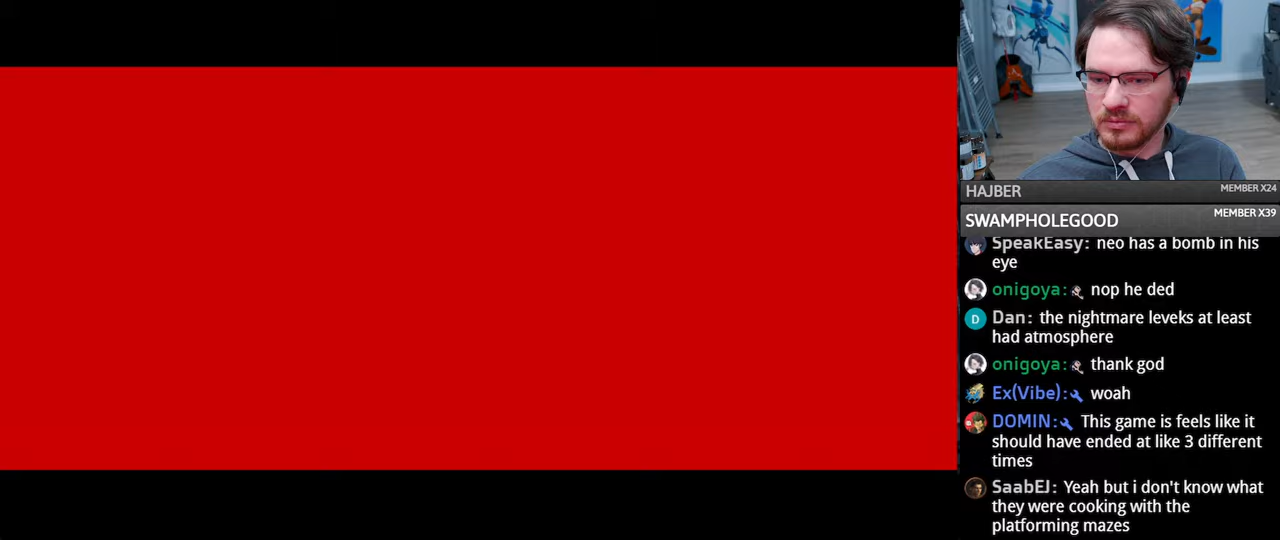 HAJBER
MEMBER X24
SWAMPHOLEGOOD
MEMBER X39
SpeakEasy: neo has a bomb in his
eye
onigoya: nop he ded
D
Dan: the nightmare leveks at least
had atmosphere
onigoya: thank god
Ex(Vibe): woah
DOMIN: This game is feels like it
should have ended at like 3 different
times
SaabEJ: Yeah but i don't know what
they were cooking with the
platforming mazes